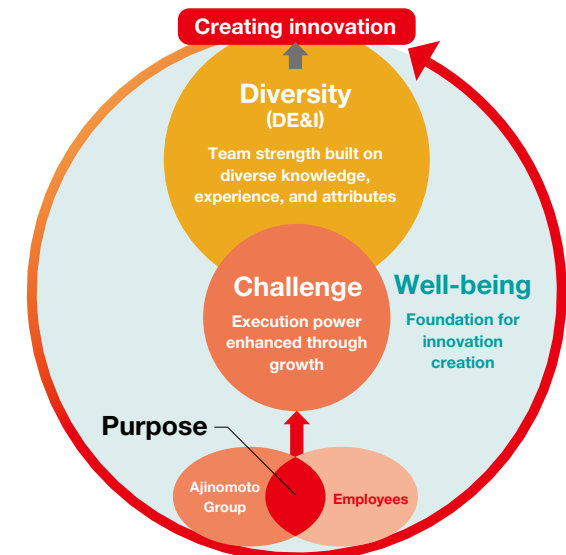 Creating innovation
Diversity
(DE&I)
Team strength built on
diverse knowledge,
experience, and attributes
Challenge
Execution power
enhanced through
growth
Well-being
Foundation for
innovation
creation
Purpose
Ajinomoto
Group
Employees